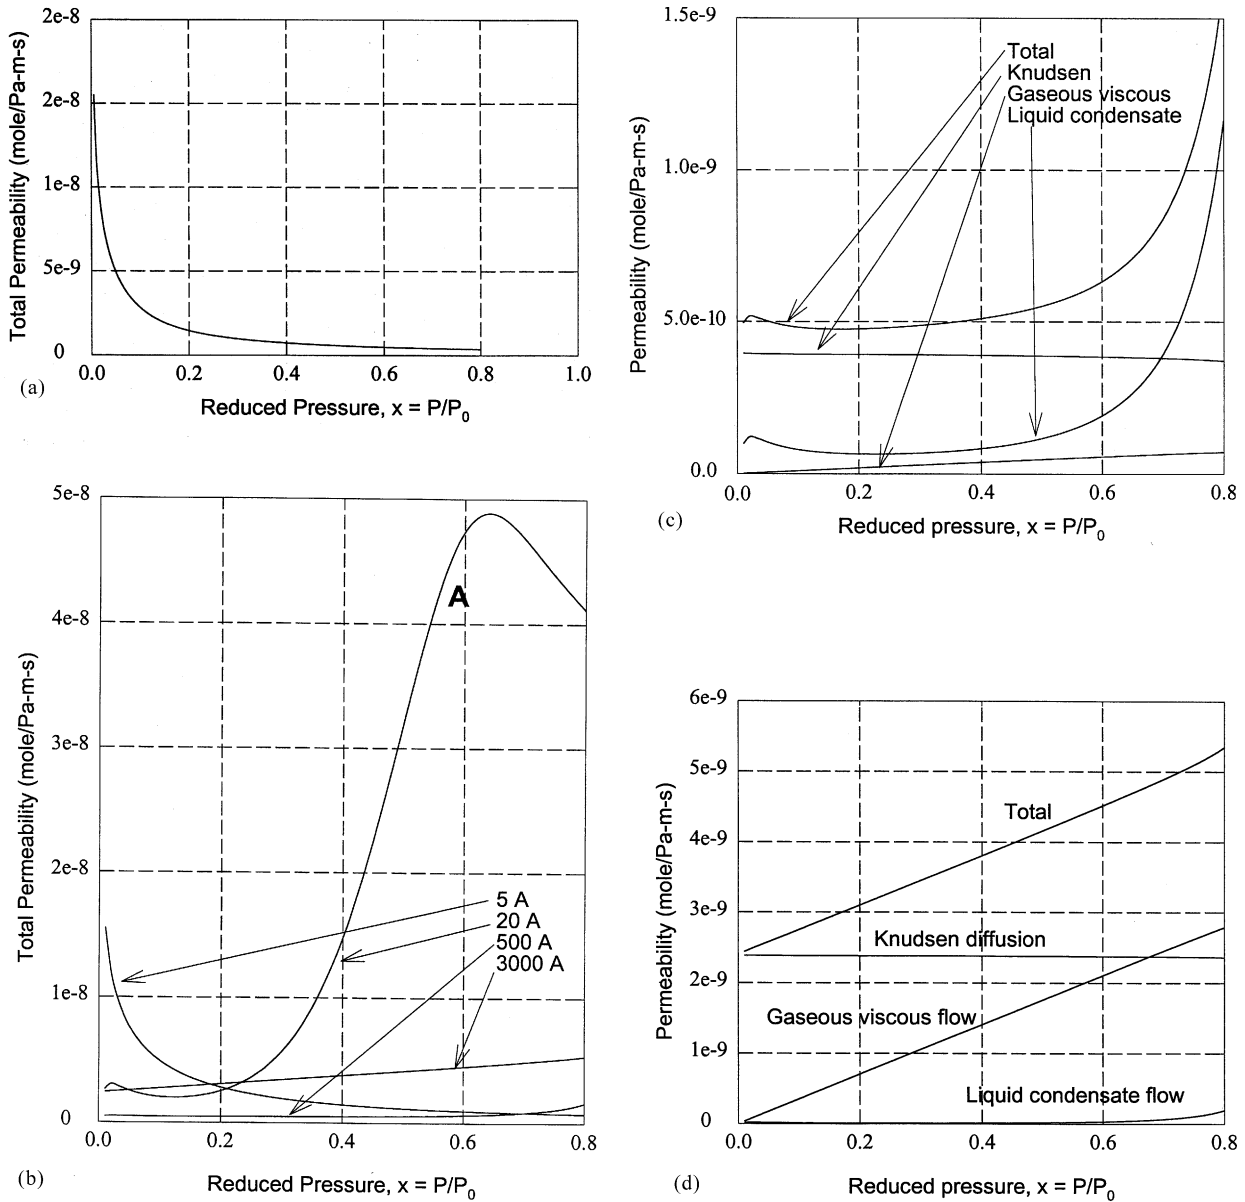 Total Permeability (mole/Pa-m-s)
2e-8
2e-8
1e-8
5e-9
0
0.0 0.2 0.4 0.6 0.8 1.0
(a)
Reduced Pressure, x = P/P0
Total Permeability (mole/Pa-m-s)
5e-8
4e-8
3e-8
2e-8
1e-8
0
A
5 A
20 A
500 A
3000 A
0.0 0.2 0.4 0.6 0.8
(b)
Reduced Pressure, x = P/P0
Permeability (mole/Pa-m-s)
1.5e-9
1.0e-9
5.0e-10
0.0
Total
Knudsen
Gaseous viscous
Liquid condensate
0.0 0.2 0.4 0.6 0.8
(c)
Reduced pressure, x = P/P0
Permeability (mole/Pa-m-s)
6e-9
5e-9
4e-9
3e-9
2e-9
1e-9
0
Total
Knudsen diffusion
Gaseous viscous flow
Liquid condensate flow
0.0 0.2 0.4 0.6 0.8
(d)
Reduced pressure, x = P/P0